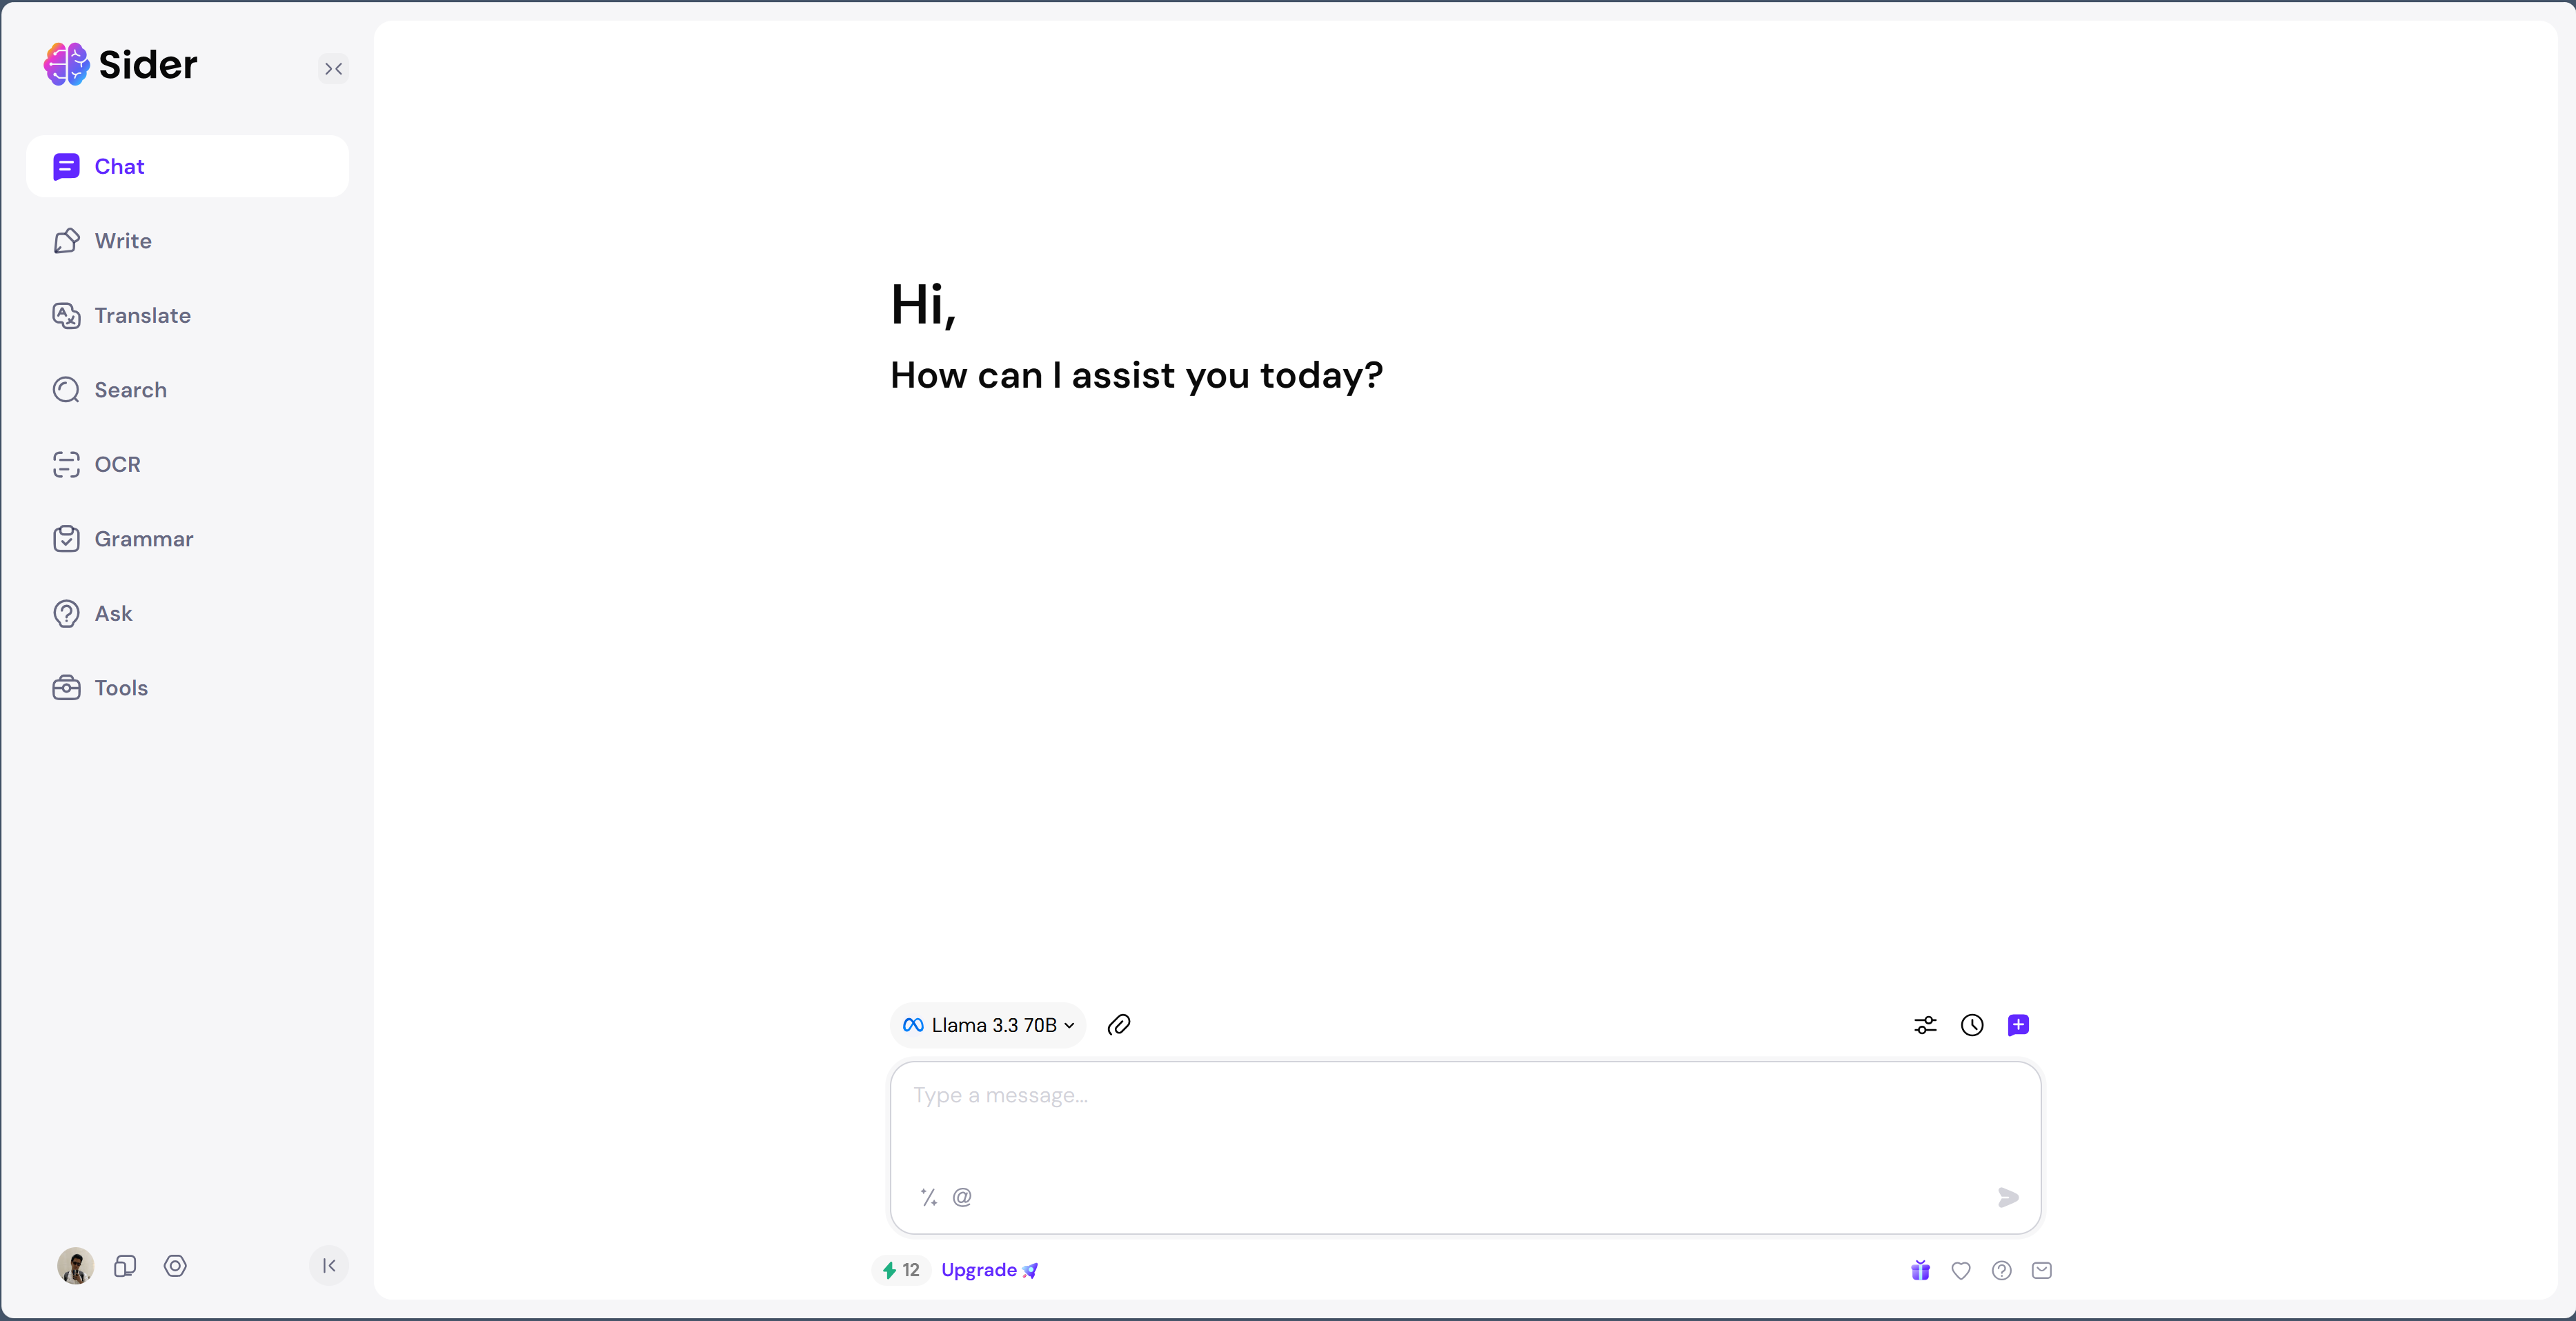 Sider
Chat
Write
Translate
Search
OCR
Grammar
Ask
Tools
Hi,
How can I assist you today?
Llama 3.3 70B
Type a message...
@
12 Upgrade